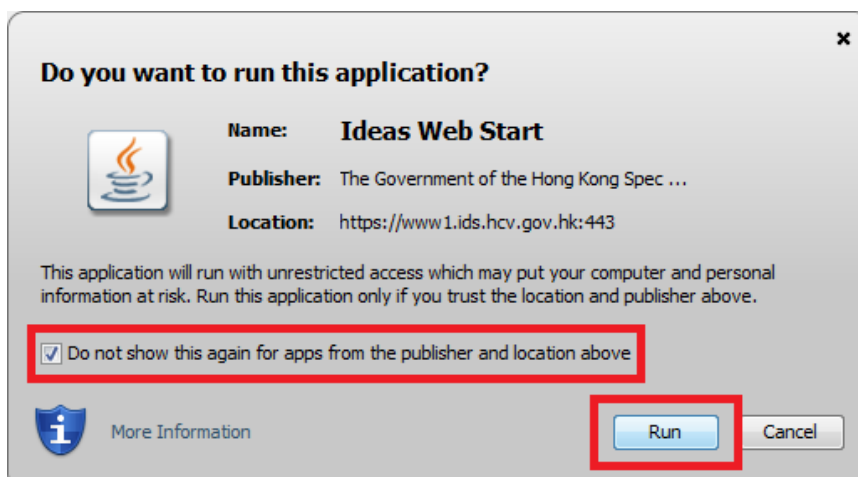 Do you want to run this application?
Name: Ideas Web Start
Publisher: The Government of the Hong Kong Spec ...
Location: https://www1.ids.hcv.gov.hk:443
This application will run with unrestricted access which may put your computer and personal
information at risk. Run this application only if you trust the location and publisher above.
Do not show this again for apps from the publisher and location above
More Information
Run
Cancel